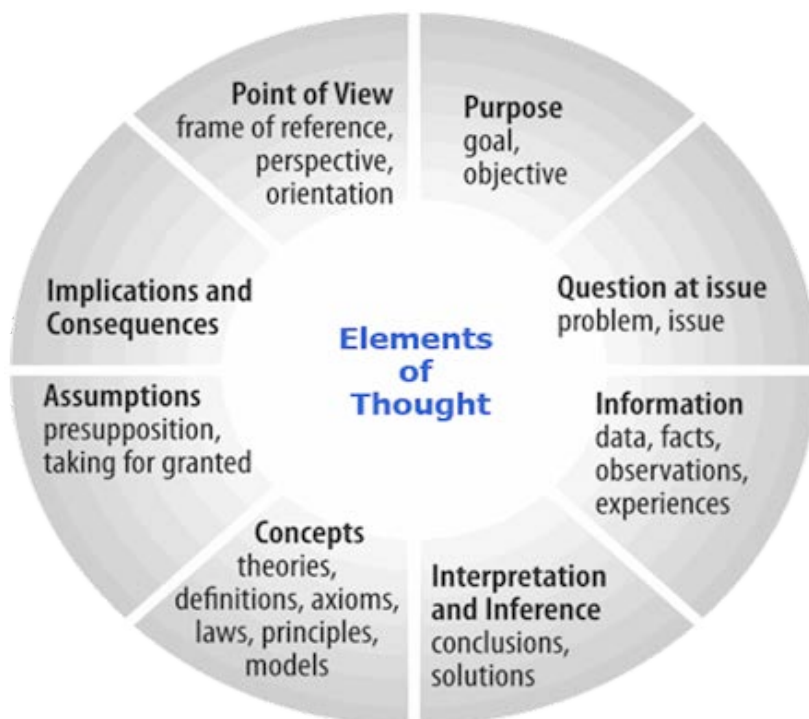 Point of View
frame of reference,
perspective,
orientation
Purpose
goal,
objective
Question at issue
problem, issue
Information
data, facts,
observations,
experiences
Interpretation
and Inference
conclusions,
solutions
Concepts
theories,
definitions, axioms,
laws, principles,
models
Assumptions
presupposition,
taking for granted
Implications and
Consequences
Elements
of
Thought